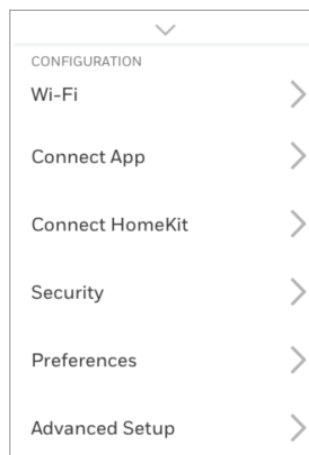 CONFIGURATION
Wi-Fi
Connect App
Connect HomeKit
Security
Preferences
Advanced Setup